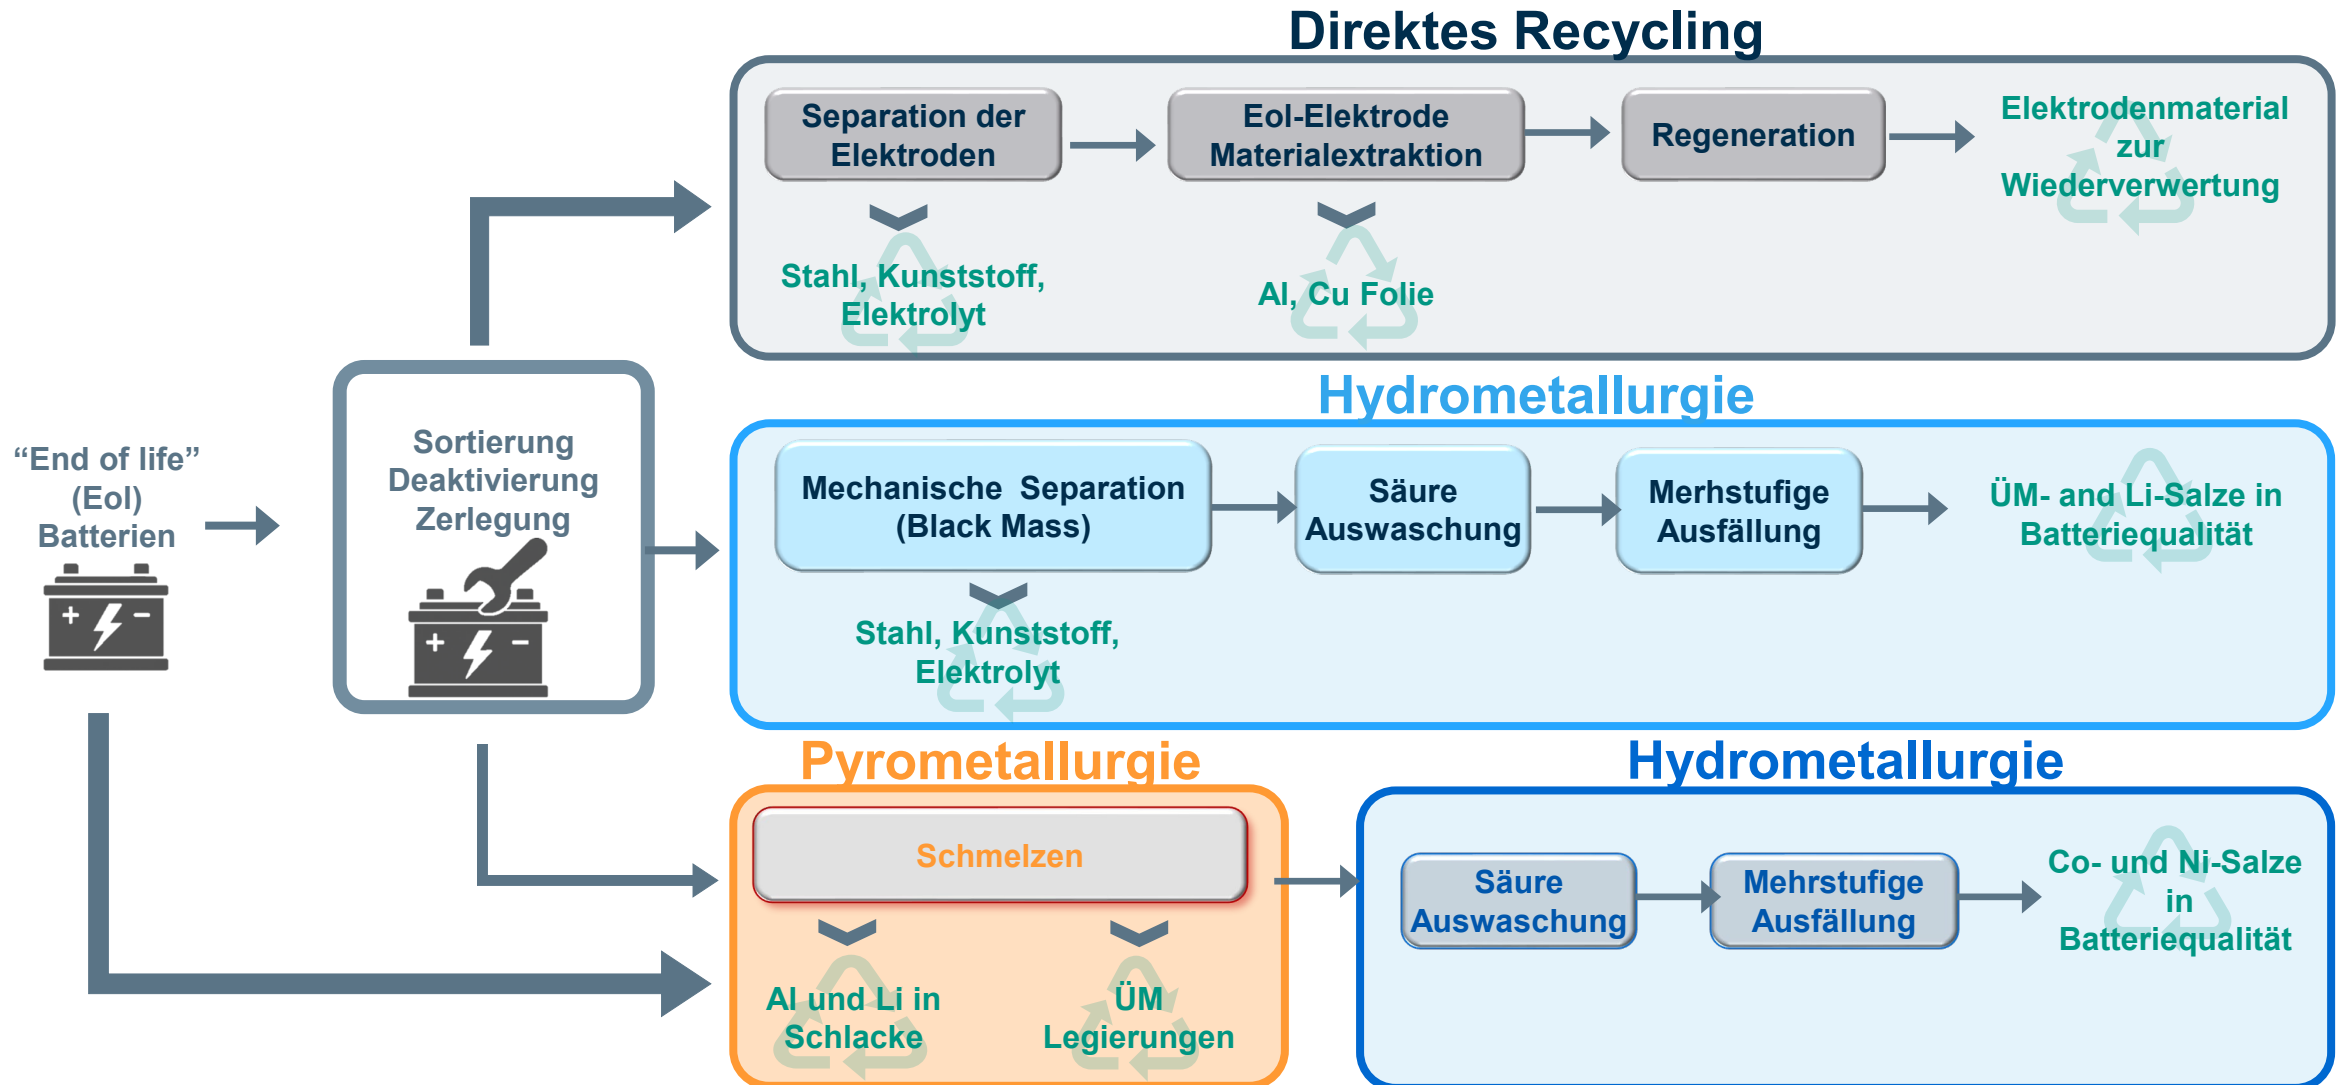 Direktes Recycling
Separation der
Elektroden
Eol-Elektrode
Materialextraktion
Regeneration
Elektrodenmaterial
zur
Wiederverwertung
Stahl, Kunststoff,
Elektrolyt
Al, Cu Folie
“End of life”
(Eol)
Batterien
Sortierung
Deaktivierung
Zerlegung
Hydrometallurgie
Mechanische Separation
(Black Mass)
Säure
Auswaschung
Merhstufige
Ausfällung
ÜM- and Li-Salze in
Batteriequalität
Stahl, Kunststoff,
Elektrolyt
Pyrometallurgie
Schmelzen
Al und Li in
Schlacke
ÜM
Legierungen
Hydrometallurgie
Säure
Auswaschung
Mehrstufige
Ausfällung
Co- und Ni-Salze
in
Batteriequalität